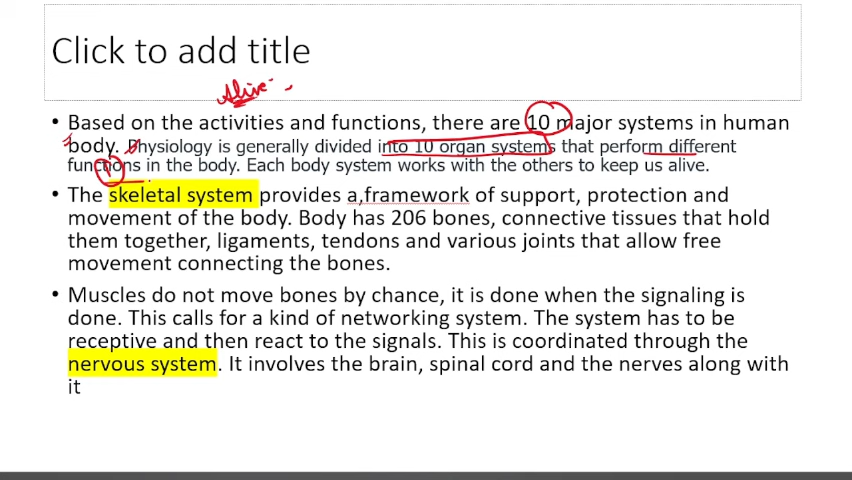 Click to add title
Alive
• Based on the activities and functions, there are 10 major systems in human
body. Physiology is generally divided into 10 organ systems that perform different
functions in the body. Each body system works with the others to keep us alive.
• The skeletal system provides a,framework of support, protection and
movement of the body. Body has 206 bones, connective tissues that hold
them together, ligaments, tendons and various joints that allow free
movement connecting the bones.
• Muscles do not move bones by chance, it is done when the signaling is
done. This calls for a kind of networking system. The system has to be
receptive and then react to the signals. This is coordinated through the
nervous system. It involves the brain, spinal cord and the nerves along with
it